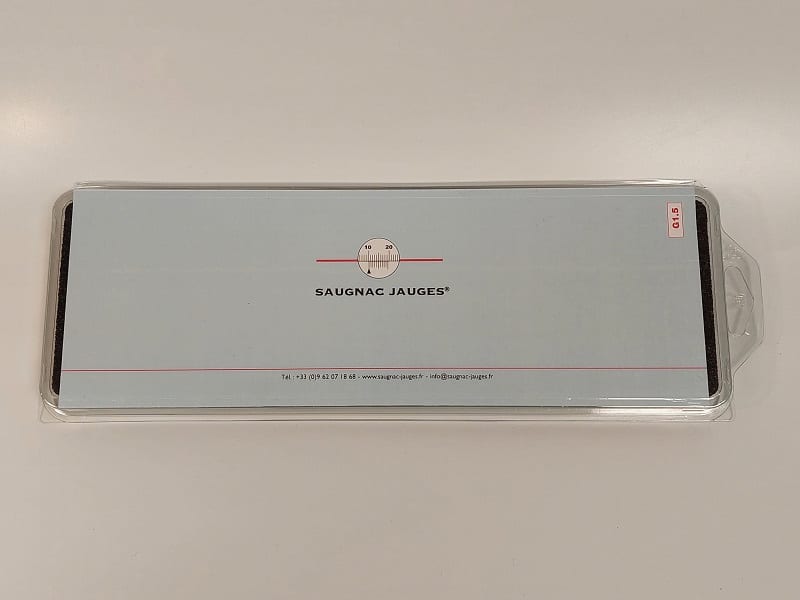 G1.5
10 20
SAUGNAC JAUGES®
Tél : +33 (0)9 62 07 18 68 - www.saugnac-jauges.fr - info@saugnac-jauges.fr